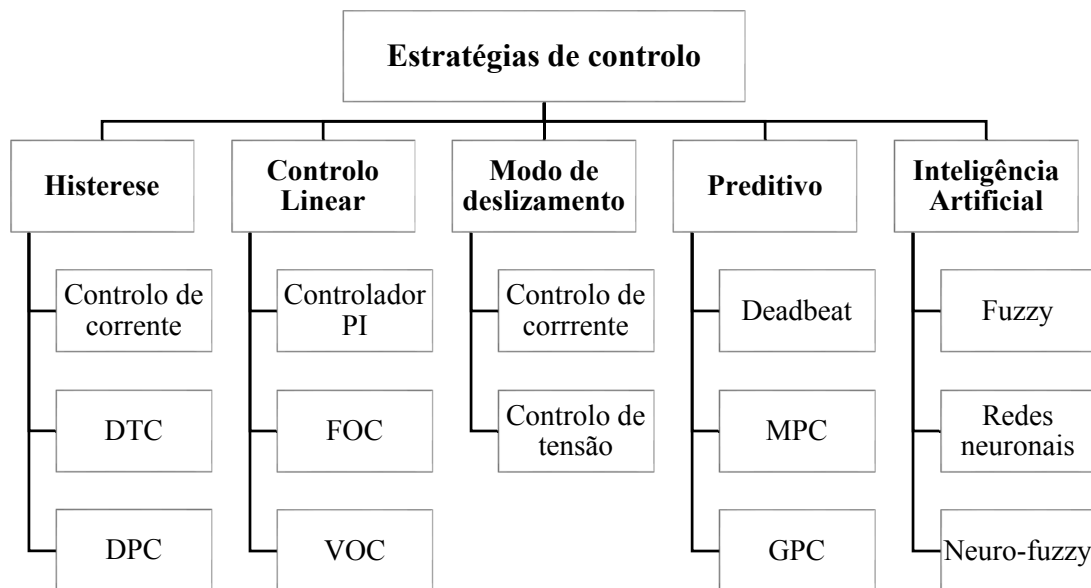 Estratégias de controlo
Histerese
Controlo
Linear
Modo de
deslizamento
Preditivo
Inteligência
Artificial
Controlo de
corrente
Controlador
PI
Controlo de
corrrente
Deadbeat
Fuzzy
DTC
FOC
Controlo de
tensão
MPC
Redes
neuronais
DPC
VOC
GPC
Neuro-fuzzy